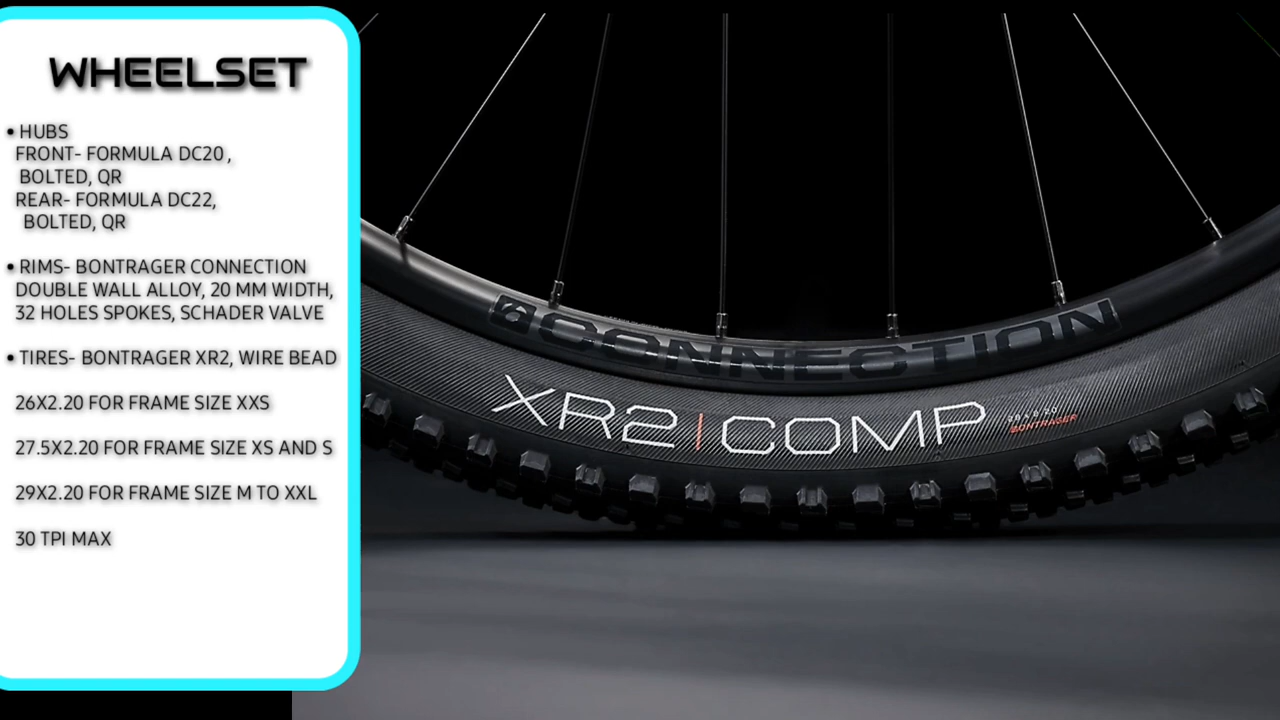 WHEELSET
• HUBS
FRONT- FORMULA DC20 ,
BOLTED, QR
REAR- FORMULA DC22,
BOLTED, QR
• RIMS- BONTRAGER CONNECTION
DOUBLE WALL ALLOY, 20 MM WIDTH,
32 HOLES SPOKES, SCHADER VALVE
• TIRES- BONTRAGER XR2, WIRE BEAD
26X2.20 FOR FRAME SIZE XXS
27.5X2.20 FOR FRAME SIZE XS AND S
29X2.20 FOR FRAME SIZE M TO XXL
30 TPI MAX
CONNECTION
XR2 | COMP
BONTRAGER